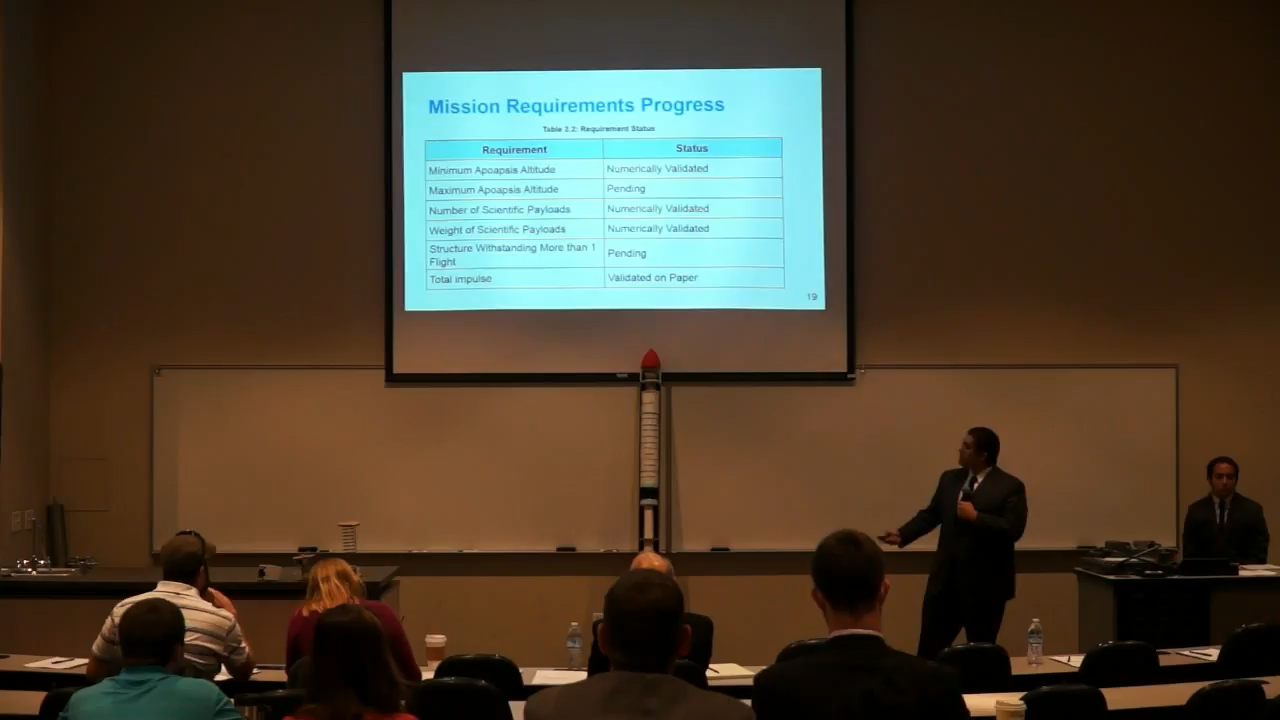 Mission Requirements Progress
Table 2.2: Requirement Status
Requirement Status
Minimum Apoapsis Altitude Numerically Validated
Maximum Apoapsis Altitude Pending
Number of Scientific Payloads Numerically Validated
Weight of Scientific Payloads Numerically Validated
Structure Withstanding More than 1
Flight Pending
Total impulse Validated on Paper
19